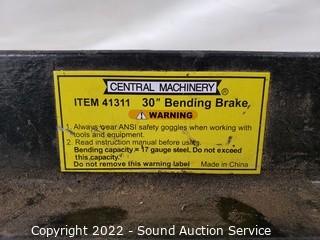 CENTRAL MACHINERY®
ITEM 41311 30" Bending Brake
WARNING
1. Always wear ANSI safety goggles when working with
tools and equipment.
2. Read instruction manual before using.
Bending capacity = 17 gauge steel. Do not exceed
this capacity.
Do not remove this warning label Made in China
Copyright 2022 - Sound Auction Service